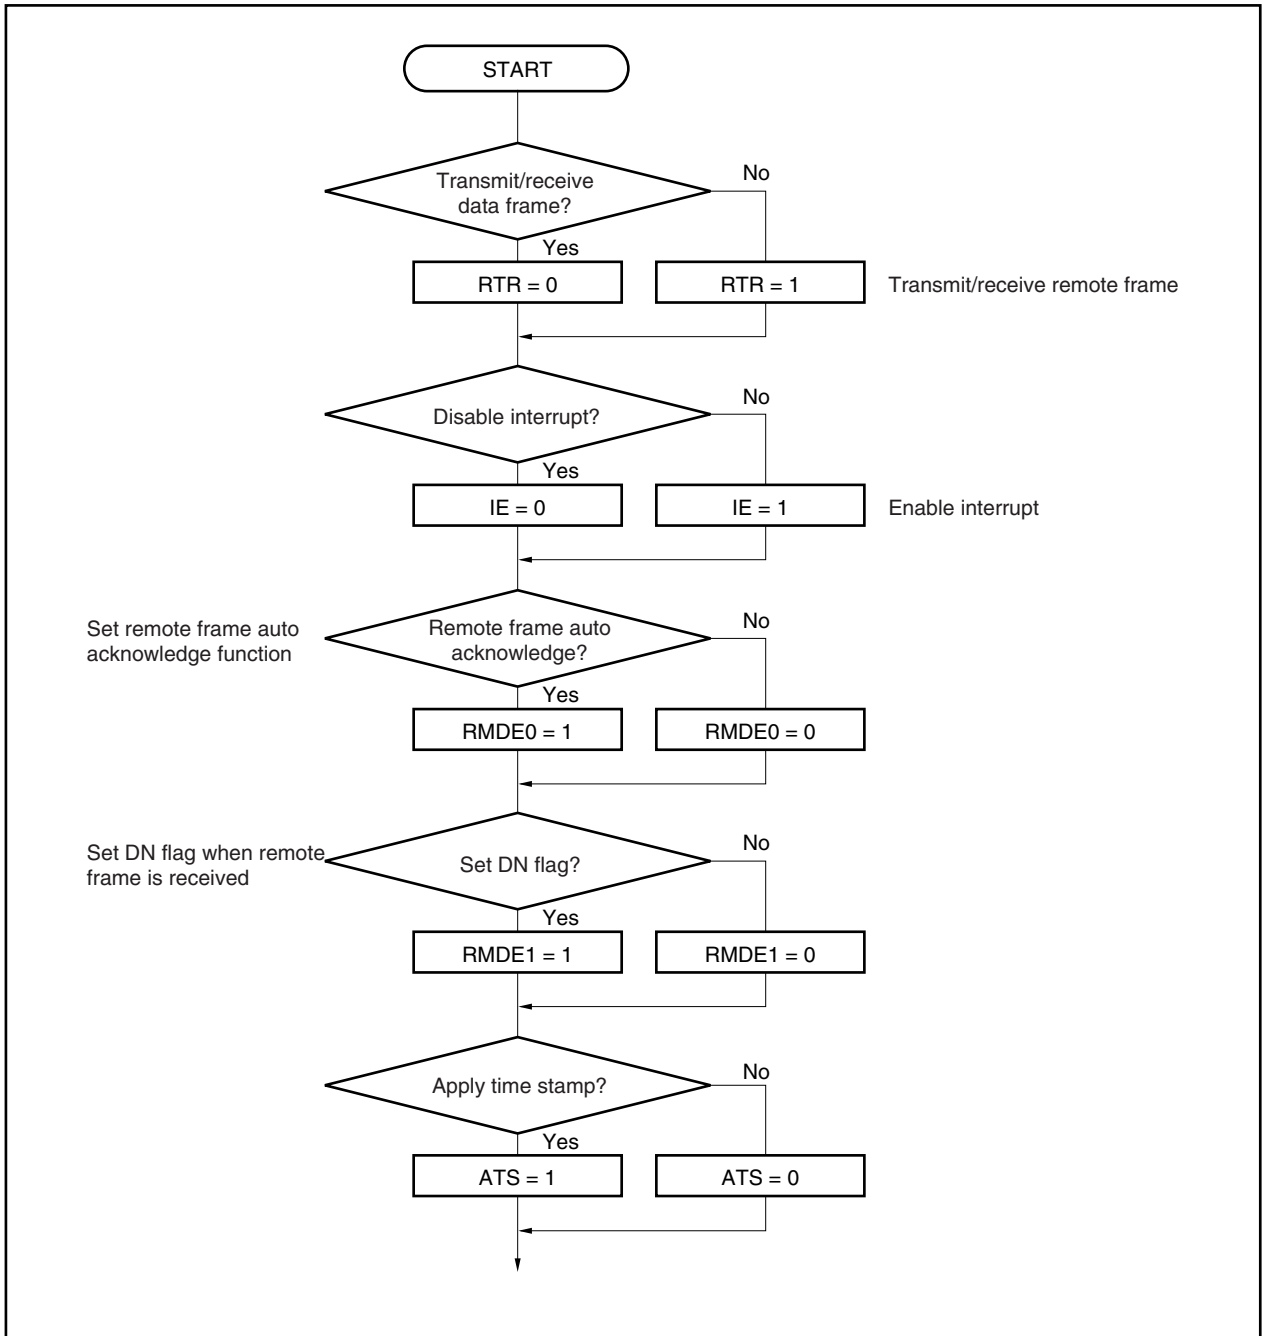 START
Transmit/receive
data frame?
No
Yes
RTR = 0
RTR = 1
Transmit/receive remote frame
Disable interrupt?
No
Yes
IE = 0
IE = 1
Enable interrupt
Set remote frame auto
acknowledge function
Remote frame auto
acknowledge?
No
Yes
RMDE0 = 1
RMDE0 = 0
Set DN flag when remote
frame is received
Set DN flag?
No
Yes
RMDE1 = 1
RMDE1 = 0
Apply time stamp?
No
Yes
ATS = 1
ATS = 0